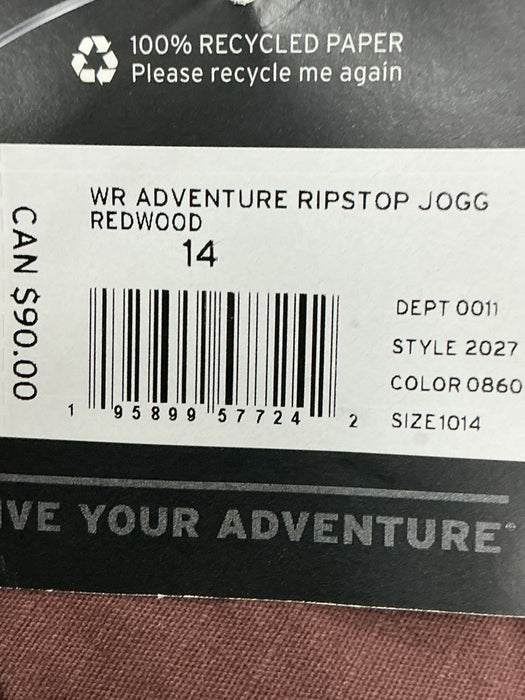 100% RECYCLED PAPER
Please recycle me again
WR ADVENTURE RIPSTOP JOGG
REDWOOD
14
CAN $90.00
DEPT 0011
STYLE 2027
COLOR 0860
SIZE1014
1 95899 57724 2
IVE YOUR ADVENTURE